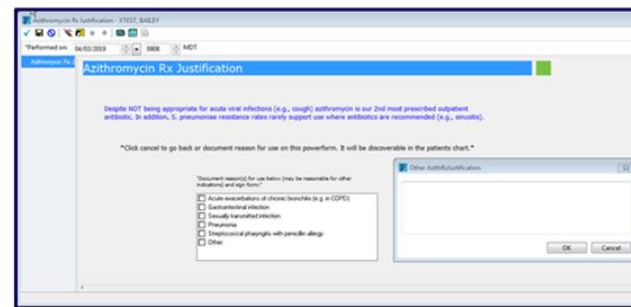 Azithromycin Rx Justification - XTEST, BAILEY
*Performed on: 04/03/2019 0908 MDT
Azithromycin Rx J
Azithromycin Rx Justification
Despite NOT being appropriate for acute viral infections (e.g., cough) azithromycin is our 2nd most prescribed outpatient
antibiotic. In addition, S. pneumoniae resistance rates rarely support use where antibiotics are recommended (e.g., sinusitis).
*Click cancel to go back or document reason for use on this powerform. It will be discoverable in the patients chart.*
"Document reason(s) for use below (may be reasonable for other
indications) and sign form:"
Acute exacerbations of chronic bronchitis (e.g. in COPD)
Gastrointestinal infection
Sexually transmitted infection
Pneumonia
Streptococcal pharyngitis with penicillin allergy
Other
Other AzithRxJustification
OK Cancel